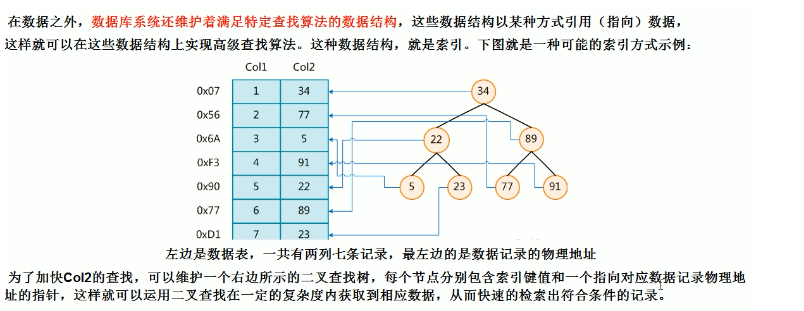 在数据之外，数据库系统还维护着满足特定查找算法的数据结构，这些数据结构以某种方式引用（指向）数据，
这样就可以在这些数据结构上实现高级查找算法。这种数据结构，就是索引。下图就是一种可能的索引方式示例：
Col1 Col2
0x07 1 34 34
0x56 2 77
0x6A 3 5 22 89
0xF3 4 91
0x90 5 22 5 23 77 91
0x77 6 89
0xD1 7 23
左边是数据表，一共有两列七条记录，最左边的是数据记录的物理地址
为了加快Col2的查找，可以维护一个右边所示的二叉查找树，每个节点分别包含索引键值和一个指向对应数据记录物理地
址的指针，这样就可以运用二叉查找在一定的复杂度内获取到相应数据，从而快速的检索出符合条件的记录。